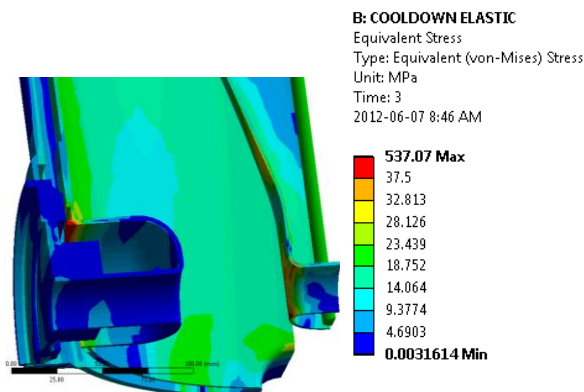 B: COOLDOWN ELASTIC
Equivalent Stress
Type: Equivalent (von-Mises) Stress
Unit: MPa
Time: 3
2012-06-07 8:46 AM
537.07 Max
37.5
32.813
28.126
23.439
18.752
14.064
9.3774
4.6903
0.0031614 Min
0.00
100.00 (mm)
25.00
75.00